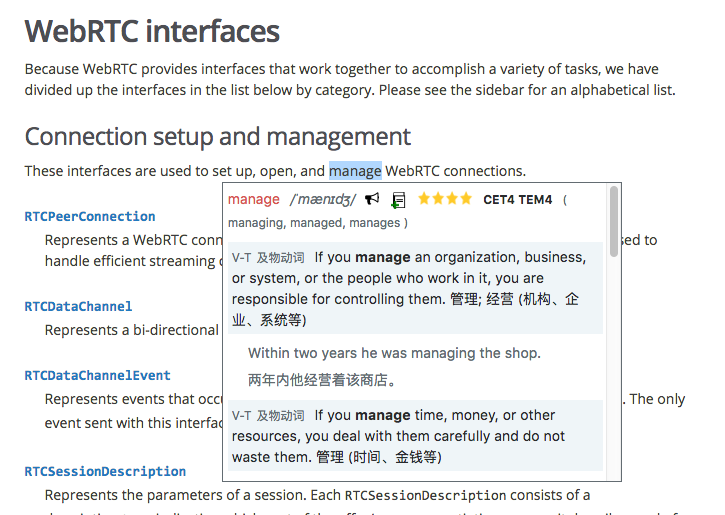 WebRTC interfaces
Because WebRTC provides interfaces that work together to accomplish a variety of tasks, we have
divided up the interfaces in the list below by category. Please see the sidebar for an alphabetical list.
Connection setup and management
These interfaces are used to set up, open, and manage WebRTC connections.
manage /ˈmænɪdʒ/ CET4 TEM4 (
managing, managed, manages )
V-T 及物动词 If you manage an organization, business,
or system, or the people who work in it, you are
responsible for controlling them. 管理; 经营 (机构、企
业、系统等)
Within two years he was managing the shop.
两年内他经营着该商店。
V-T 及物动词 If you manage time, money, or other
resources, you deal with them carefully and do not
waste them. 管理 (时间、金钱等)
RTCPeerConnection
Represents a WebRTC conn sed to
handle efficient streaming
RTCDataChannel
Represents a bi-directional
RTCDataChannelEvent
Represents events that occu . The only
event sent with this interfac
RTCSessionDescription
Represents the parameters of a session. Each RTCSessionDescription consists of a